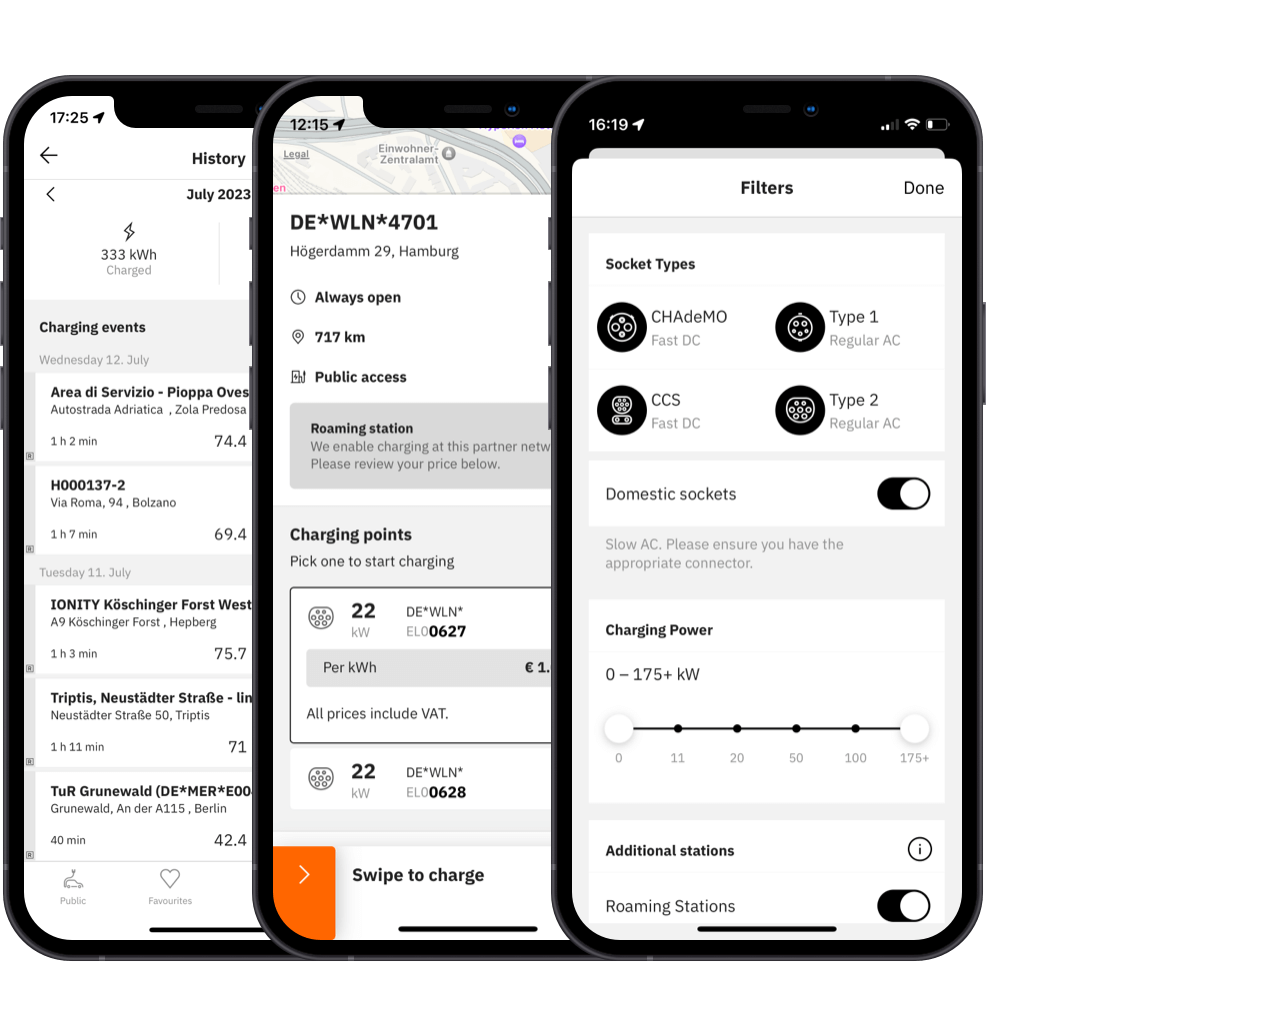 17:25
History
July 2023
333 kWh
Charged
Charging events
Wednesday 12. July
Area di Servizio - Pioppa Oves
Autostrada Adriatica , Zola Predosa
1 h 2 min 74.4
R
H000137-2
Via Roma, 94 , Bolzano
1 h 7 min 69.4
R
Tuesday 11. July
IONITY Köschinger Forst West
A9 Köschinger Forst , Hepberg
1 h 3 min 75.7
R
Triptis, Neustädter Straße - lin
Neustädter Straße 50, Triptis
1 h 11 min 71
R
TuR Grunewald (DE*MER*E00
Grunewald, An der A115 , Berlin
40 min 42.4
R
Public Favourites
12:15
Legal
Einwohner-
Zentralamt
en
DE*WLN*4701
Högerdamm 29, Hamburg
Always open
717 km
Public access
Roaming station
We enable charging at this partner netw
Please review your price below.
Charging points
Pick one to start charging
22 DE*WLN*
kW EL00627
Per kWh € 1.
All prices include VAT.
22 DE*WLN*
kW EL00628
Swipe to charge
16:19
Filters Done
Socket Types
CHAdeMO Type 1
Fast DC Regular AC
CCS Type 2
Fast DC Regular AC
Domestic sockets
Slow AC. Please ensure you have the
appropriate connector.
Charging Power
0 – 175+ kW
0 11 20 50 100 175+
Additional stations
Roaming Stations